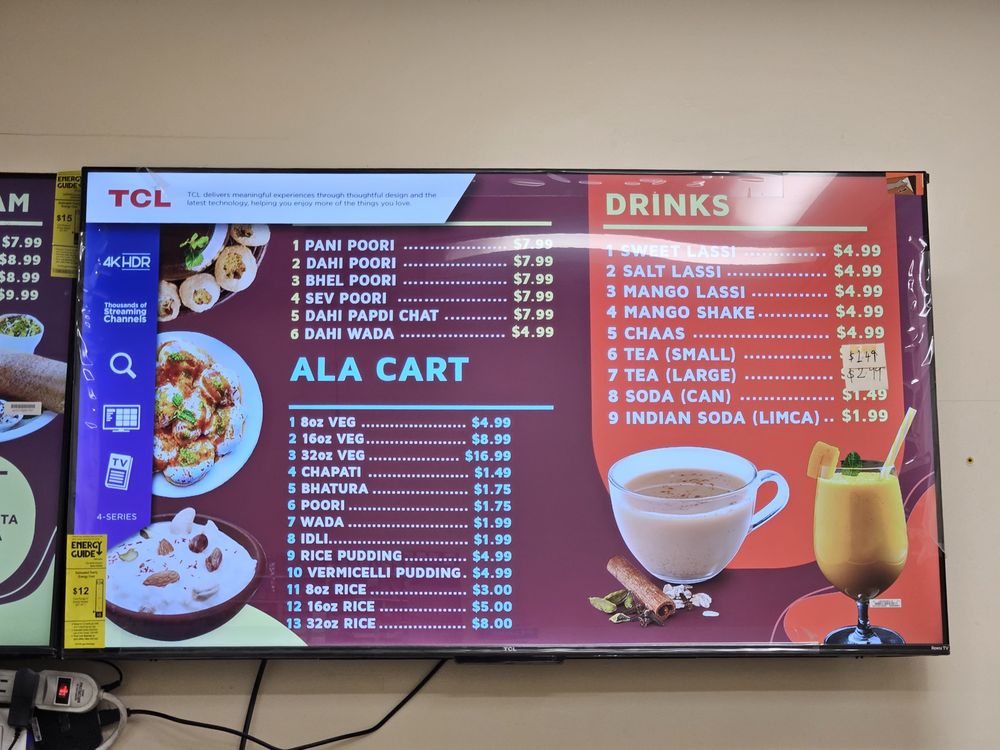 AM
$7.99
$8.99
$8.99
$9.99
TA
A
ENERGY
GUIDE
$15
TCL
TCL delivers meaningful experiences through thoughtful design and the
latest technology, helping you enjoy more of the things you love.
4K HDR
Thousands of
Streaming
Channels
TV
4-SERIES
ENERGY
GUIDE
$12
1 PANI POORI ........ $7.99
2 DAHI POORI ........ $7.99
3 BHEL POORI ........ $7.99
4 SEV POORI ........ $7.99
5 DAHI PAPDI CHAT ........ $7.99
6 DAHI WADA ........ $4.99
ALA CART
1 8oz VEG ........ $4.99
2 16oz VEG ........ $8.99
3 32oz VEG ........ $16.99
4 CHAPATI ........ $1.49
5 BHATURA ........ $1.75
6 POORI ........ $1.75
7 WADA ........ $1.99
8 IDLI ........ $1.99
9 RICE PUDDING ........ $4.99
10 VERMICELLI PUDDING. $4.99
11 8oz RICE ........ $3.00
12 16oz RICE ........ $5.00
13 32oz RICE ........ $8.00
DRINKS
1 SWEET LASSI ........ $4.99
2 SALT LASSI ........ $4.99
3 MANGO LASSI ........ $4.99
4 MANGO SHAKE ........ $4.99
5 CHAAS ........ $4.99
6 TEA (SMALL) ........ $1.49
7 TEA (LARGE) ........ $2.99
8 SODA (CAN) ........ $1.49
9 INDIAN SODA (LIMCA) .. $1.99
TCL
Roku TV